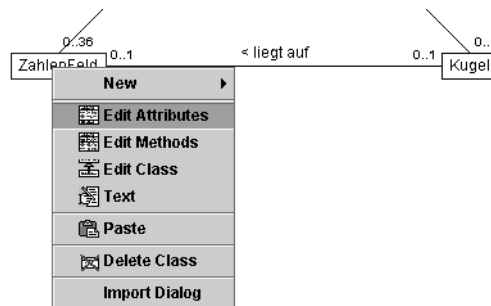 0..36
0..
0..1
< liegt auf
0..1
ZahlenFeld
Kugel
New
Edit Attributes
Edit Methods
Edit Class
Text
Paste
Delete Class
Import Dialog